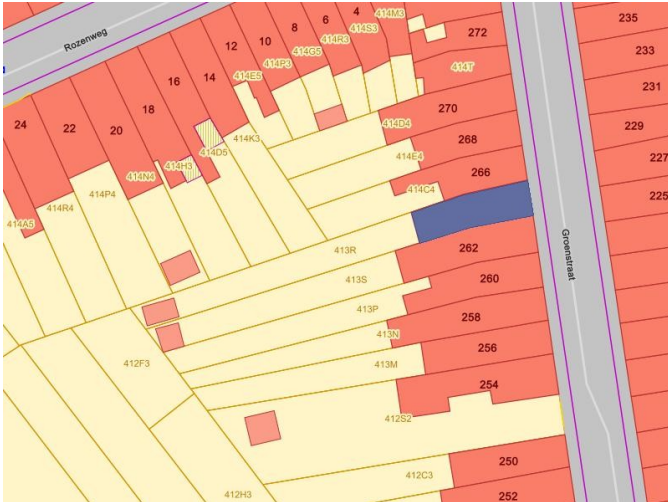 4
414M3
6
414S3
235
8
414R3
272
Rozenweg
10
414G5
12
414P3
233
14
414E5
414T
16
231
24
22
18
270
20
414K3
414D4
229
268
414D5
414E4
227
414H3
266
414N4
414C4
225
414P4
414R4
414A5
262
Groenstraat
413R
413S
260
413P
258
413N
256
412F3
413M
254
412S2
250
412C3
412H3
252